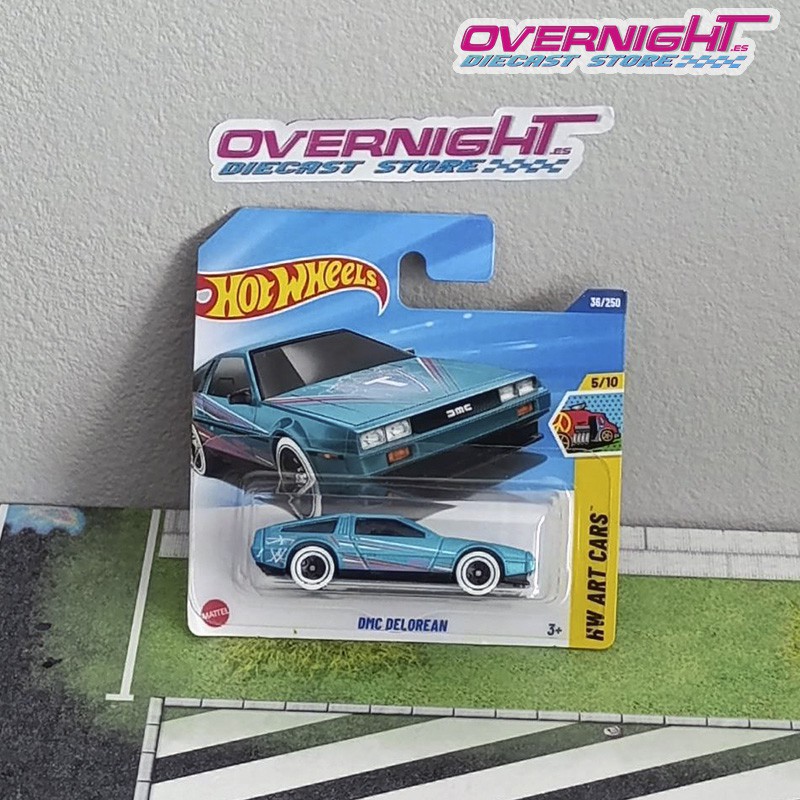 OVERNIGHT.ES
DIECAST STORE
OVERNIGHT.ES
DIECAST STORE
HOT WHEELS
36/250
5/10
DMC
T
HW ART CARS™
W
MATTEL
DMC DELOREAN
3+